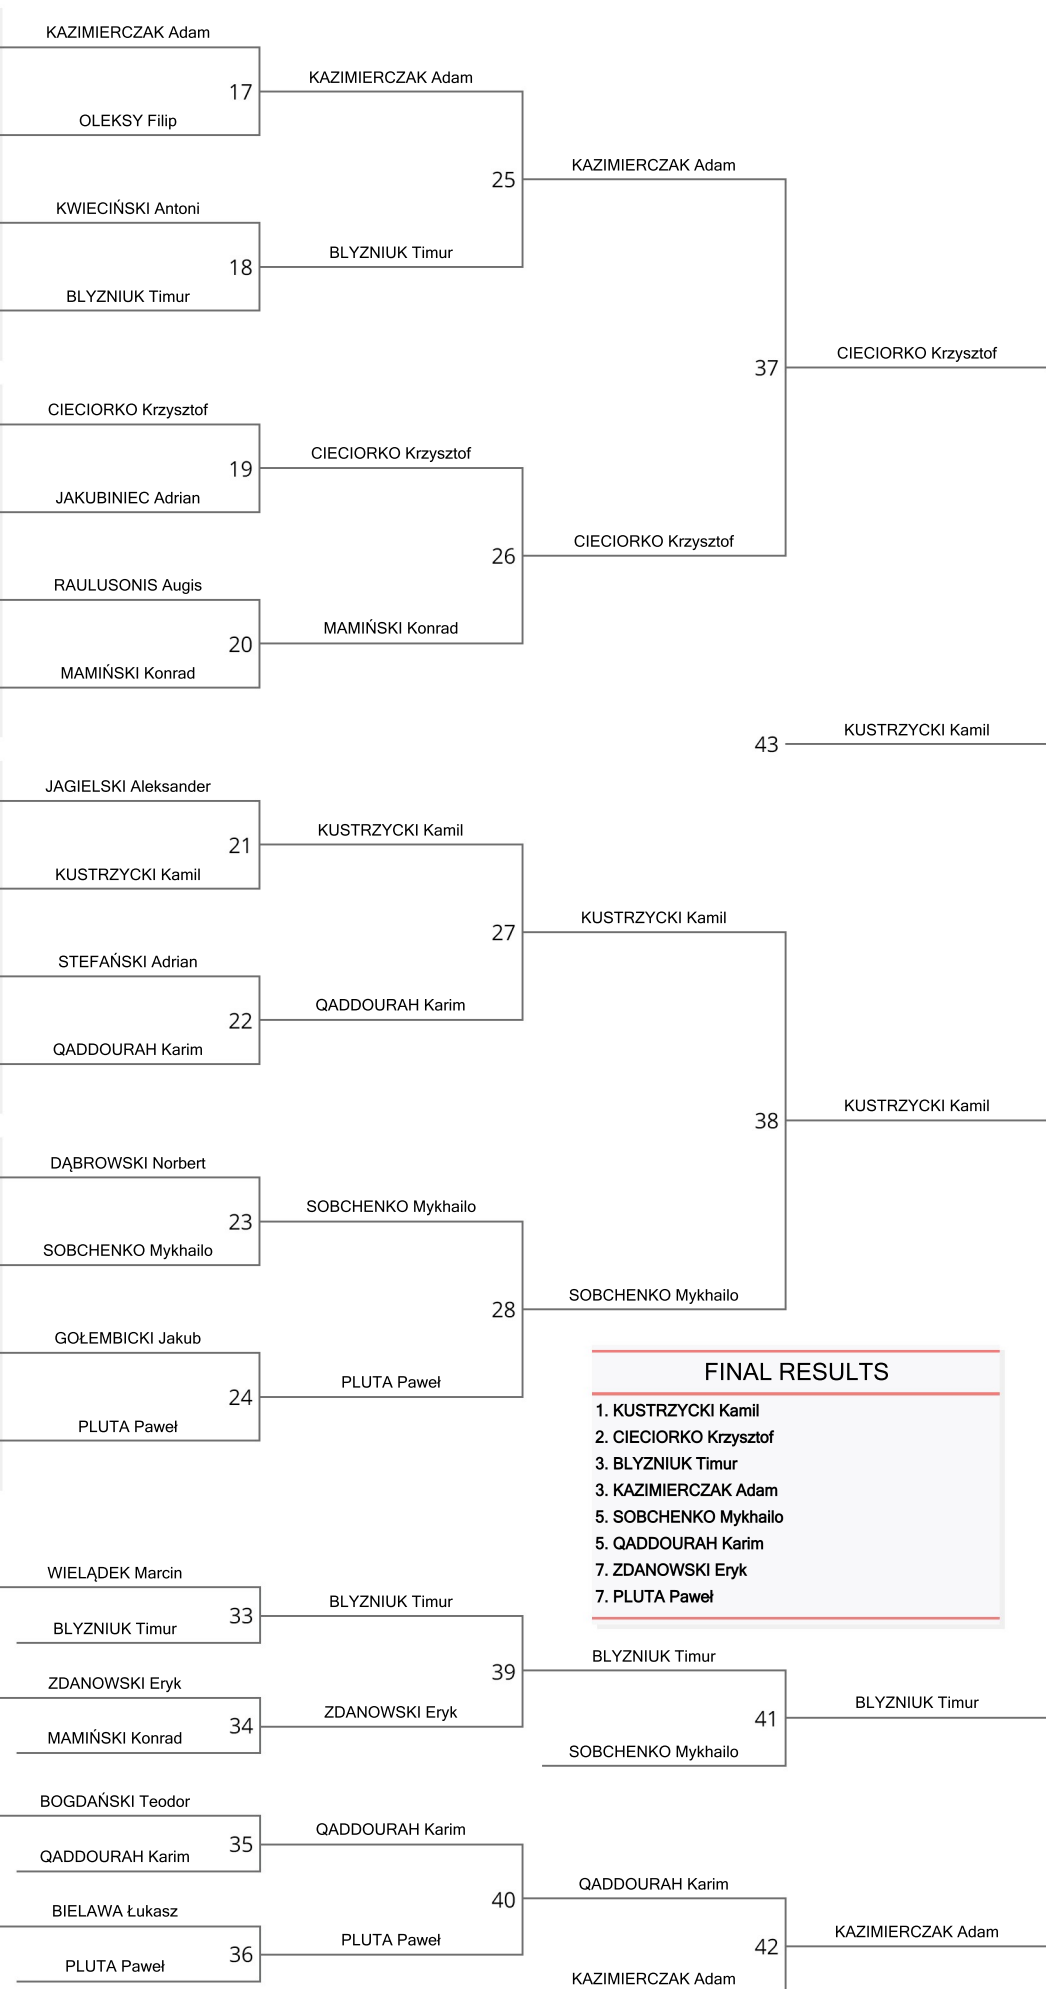 KAZIMIERCZAK Adam
17
KAZIMIERCZAK Adam
OLEKSY Filip
25
KAZIMIERCZAK Adam
KWIECIŃSKI Antoni
18
BLYZNIUK Timur
BLYZNIUK Timur
37
CIECIORKO Krzysztof
CIECIORKO Krzysztof
19
CIECIORKO Krzysztof
JAKUBINIEC Adrian
26
CIECIORKO Krzysztof
RAULUSONIS Augis
20
MAMIŃSKI Konrad
MAMIŃSKI Konrad
43
KUSTRZYCKI Kamil
JAGIELSKI Aleksander
21
KUSTRZYCKI Kamil
KUSTRZYCKI Kamil
27
KUSTRZYCKI Kamil
STEFAŃSKI Adrian
22
QADDOURAH Karim
QADDOURAH Karim
38
KUSTRZYCKI Kamil
DĄBROWSKI Norbert
23
SOBCHENKO Mykhailo
SOBCHENKO Mykhailo
28
SOBCHENKO Mykhailo
GOŁEMBICKI Jakub
24
PLUTA Paweł
PLUTA Paweł
FINAL RESULTS
1. KUSTRZYCKI Kamil
2. CIECIORKO Krzysztof
3. BLYZNIUK Timur
3. KAZIMIERCZAK Adam
5. SOBCHENKO Mykhailo
5. QADDOURAH Karim
7. ZDANOWSKI Eryk
7. PLUTA Paweł
WIELĄDEK Marcin
33
BLYZNIUK Timur
BLYZNIUK Timur
39
BLYZNIUK Timur
ZDANOWSKI Eryk
34
ZDANOWSKI Eryk
MAMIŃSKI Konrad
41
BLYZNIUK Timur
SOBCHENKO Mykhailo
BOGDAŃSKI Teodor
35
QADDOURAH Karim
QADDOURAH Karim
40
QADDOURAH Karim
BIELAWA Łukasz
36
PLUTA Paweł
PLUTA Paweł
42
KAZIMIERCZAK Adam
KAZIMIERCZAK Adam